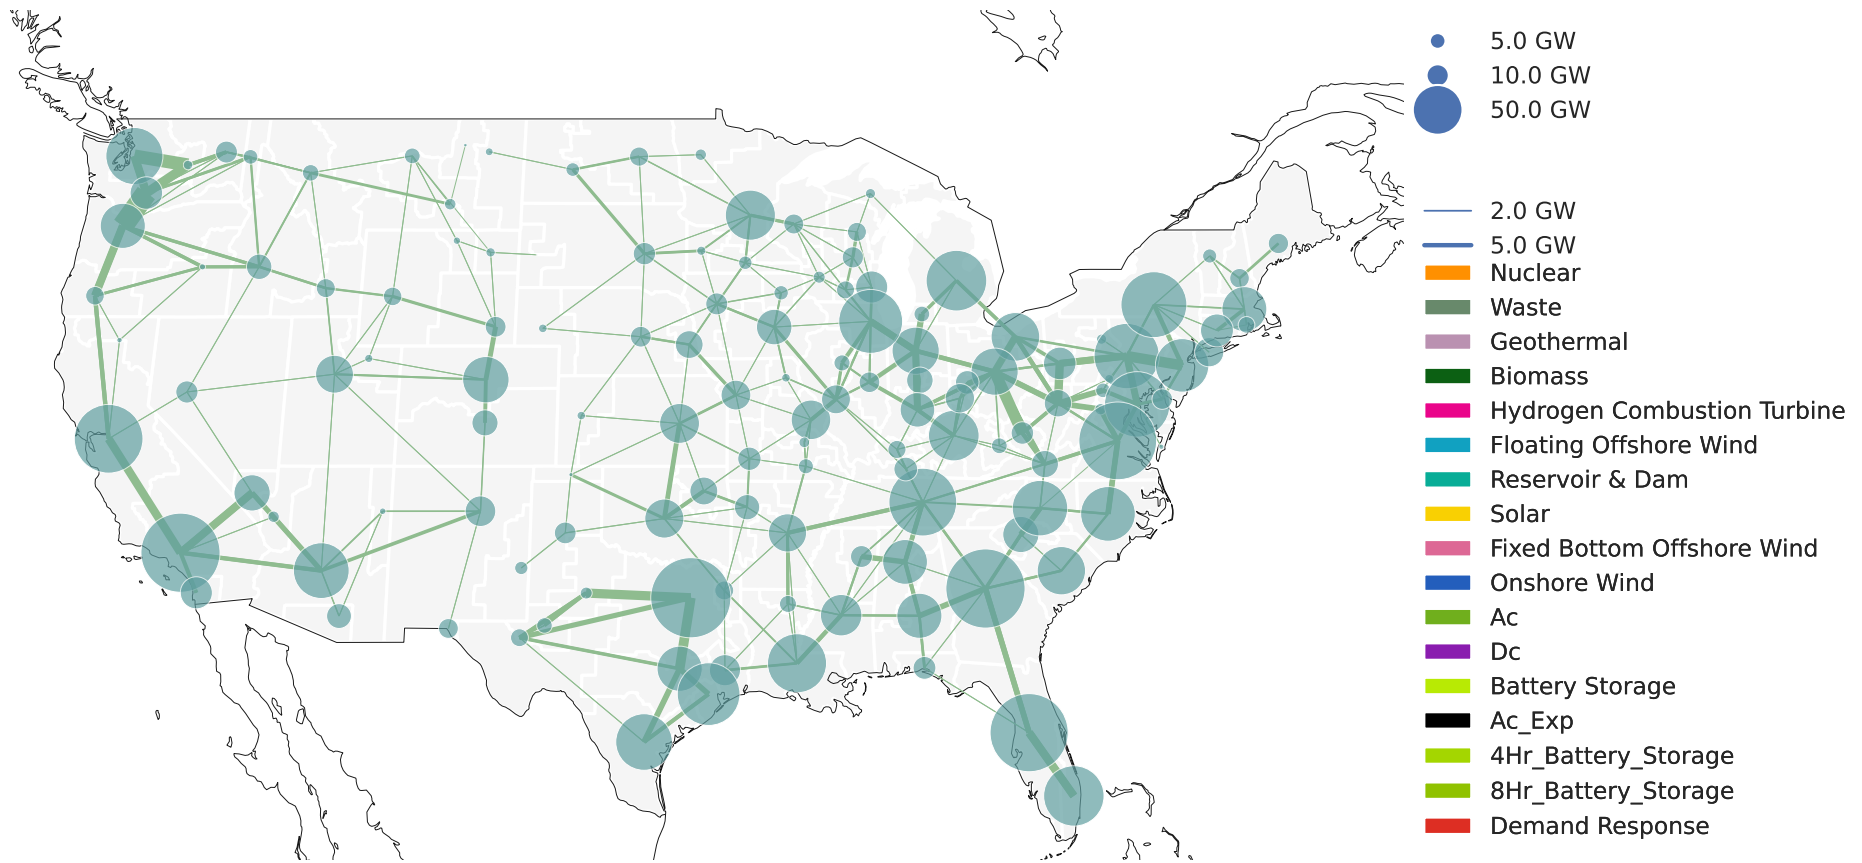 5.0 GW
10.0 GW
50.0 GW
2.0 GW
5.0 GW
Nuclear
Waste
Geothermal
Biomass
Hydrogen Combustion Turbine
Floating Offshore Wind
Reservoir & Dam
Solar
Fixed Bottom Offshore Wind
Onshore Wind
Ac
Dc
Battery Storage
Ac_Exp
4Hr_Battery_Storage
8Hr_Battery_Storage
Demand Response